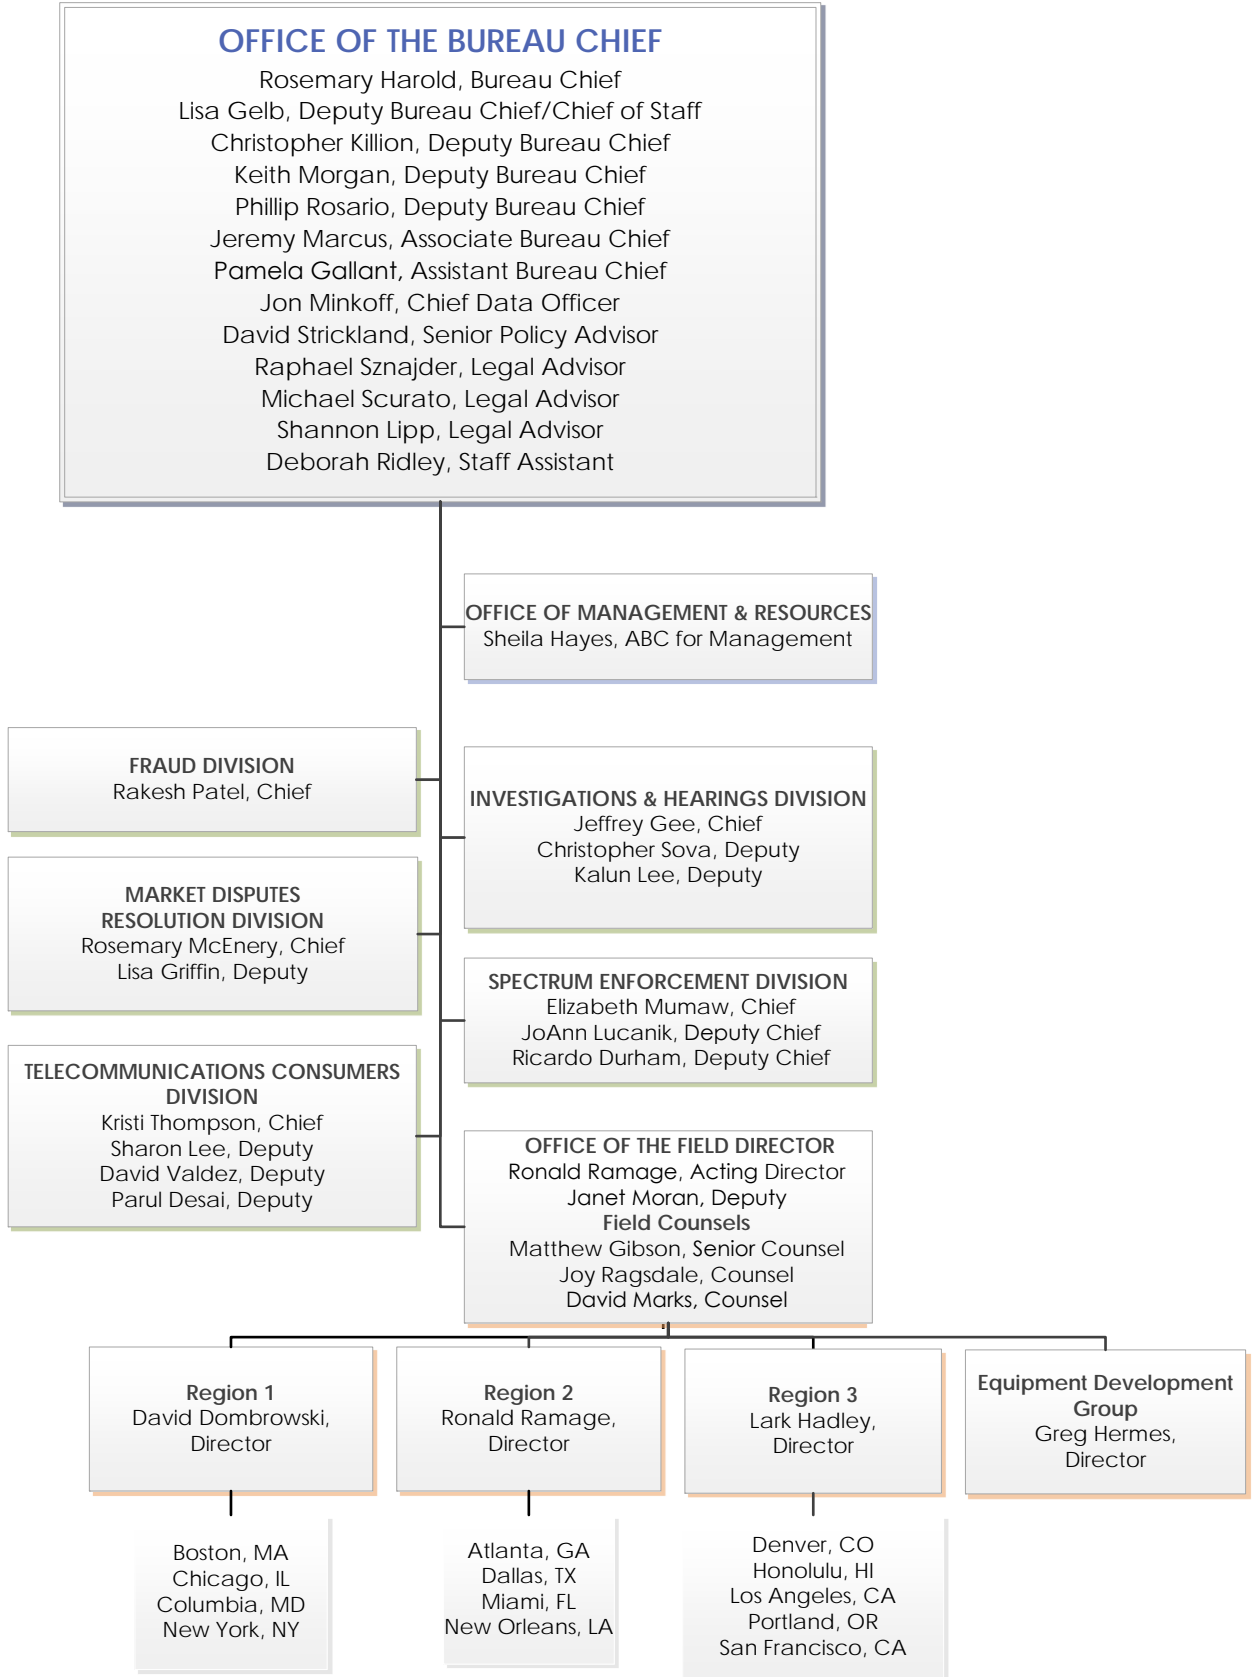 OFFICE OF THE BUREAU CHIEF
Rosemary Harold, Bureau Chief
Lisa Gelb, Deputy Bureau Chief/Chief of Staff
Christopher Killion, Deputy Bureau Chief
Keith Morgan, Deputy Bureau Chief
Phillip Rosario, Deputy Bureau Chief
Jeremy Marcus, Associate Bureau Chief
Pamela Gallant, Assistant Bureau Chief
Jon Minkoff, Chief Data Officer
David Strickland, Senior Policy Advisor
Raphael Sznajder, Legal Advisor
Michael Scurato, Legal Advisor
Shannon Lipp, Legal Advisor
Deborah Ridley, Staff Assistant
OFFICE OF MANAGEMENT & RESOURCES
Sheila Hayes, ABC for Management
FRAUD DIVISION
Rakesh Patel, Chief
INVESTIGATIONS & HEARINGS DIVISION
Jeffrey Gee, Chief
Christopher Sova, Deputy
Kalun Lee, Deputy
MARKET DISPUTES
RESOLUTION DIVISION
Rosemary McEnery, Chief
Lisa Griffin, Deputy
SPECTRUM ENFORCEMENT DIVISION
Elizabeth Mumaw, Chief
JoAnn Lucanik, Deputy Chief
Ricardo Durham, Deputy Chief
TELECOMMUNICATIONS CONSUMERS
DIVISION
Kristi Thompson, Chief
Sharon Lee, Deputy
David Valdez, Deputy
Parul Desai, Deputy
OFFICE OF THE FIELD DIRECTOR
Ronald Ramage, Acting Director
Janet Moran, Deputy
Field Counsels
Matthew Gibson, Senior Counsel
Joy Ragsdale, Counsel
David Marks, Counsel
Region 1
David Dombrowski,
Director
Region 2
Ronald Ramage,
Director
Region 3
Lark Hadley,
Director
Equipment Development
Group
Greg Hermes,
Director
Boston, MA
Chicago, IL
Columbia, MD
New York, NY
Atlanta, GA
Dallas, TX
Miami, FL
New Orleans, LA
Denver, CO
Honolulu, HI
Los Angeles, CA
Portland, OR
San Francisco, CA